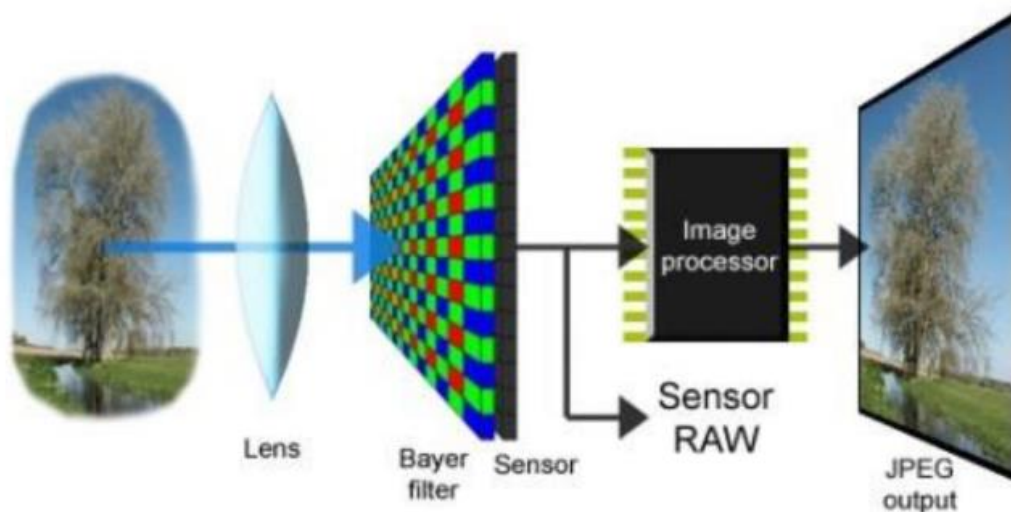 Lens
Bayer
filter
Sensor
Image
processor
Sensor
RAW
JPEG
output